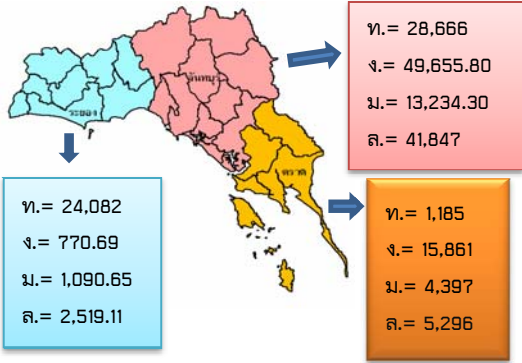 ท.= 28,666
ง.= 49,655.80
ม.= 13,234.30
ล.= 41,847
จันทบุรี
ระยอง
ตราด
ท.= 24,082
ง.= 770.69
ม.= 1,090.65
ล.= 2,519.11
ท.= 1,185
ง.= 15,861
ม.= 4,397
ล.= 5,296